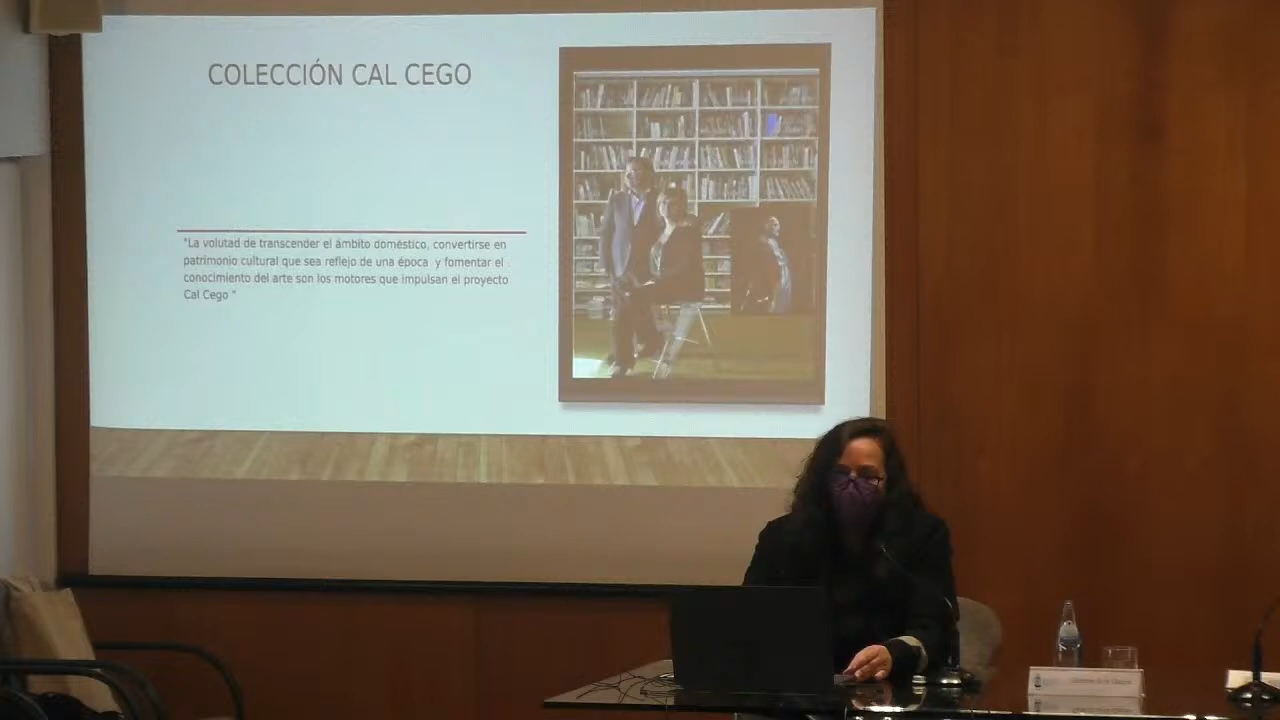 COLECCIÓN CAL CEGO
"La volutad de transcender el ámbito doméstico, convertirse en
patrimonio cultural que sea reflejo de una época y fomentar el
conocimiento del arte son los motores que impulsan el proyecto
Cal Cego "